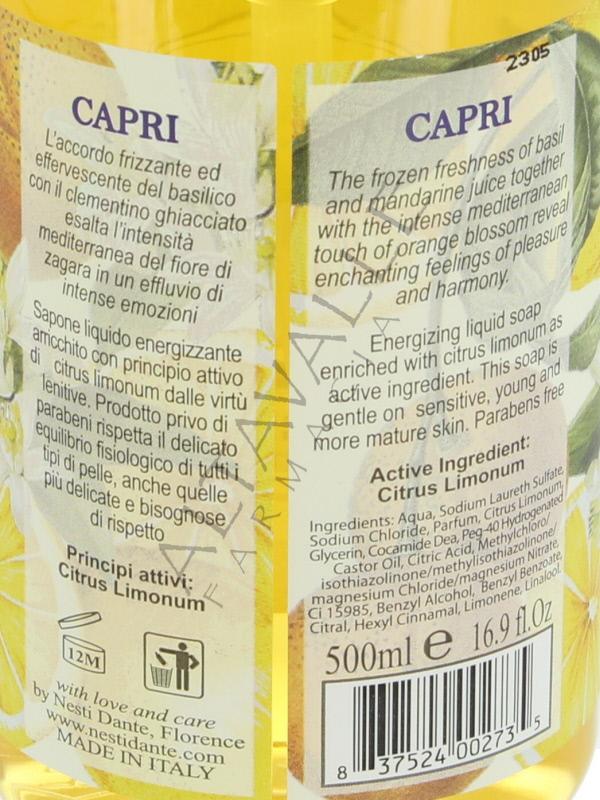 CAPRI
L'accordo frizzante ed
effervescente del basilico
con il clementino ghiacciato
esalta l'intensità
mediterranea del fiore di
zagara in un effluvio di
intense emozioni
Sapone liquido energizzante
arricchito con principio attivo
di citrus limonum dalle virtù
lenitive. Prodotto privo di
parabeni rispetta il delicato
equilibrio fisiologico di tutti i
tipi di pelle, anche quelle
più delicate e bisognose
di rispetto
Principi attivi:
Citrus Limonum
12M
with love and care
by Nesti Dante, Florence
www.nestidante.com
MADE IN ITALY
2305
CAPRI
The frozen freshness of basil
and mandarine juice together
with the intense mediterranean
touch of orange blossom reveal
enchanting feelings of pleasure
and harmony.
Energizing liquid soap
enriched with citrus limonum as
active ingredient. This soap is
gentle on sensitive, young and
more mature skin. Parabens free
Active Ingredient:
Citrus Limonum
Ingredients: Aqua, Sodium Laureth Sulfate,
Sodium Chloride, Parfum, Citrus Limonum,
Glycerin, Cocamide Dea, Peg-40 Hydrogenated
Castor Oil, Citric Acid, Methylchloro/
isothiazolinone/methylisothiazolinone/
magnesium Chloride/magnesium Nitrate,
Ci 15985, Benzyl Alcohol, Benzyl Benzoate,
Citral, Hexyl Cinnamal, Limonene, Linalool.
500ml e 16.9 fl.Oz
8 37524 00273 5
ALTAVALLE
FARMACIA